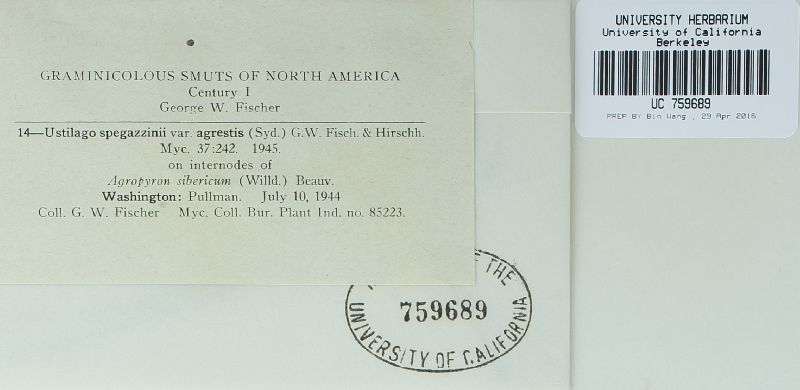 GRAMINICOLOUS SMUTS OF NORTH AMERICA
Century I
George W. Fischer
14—Ustilago spegazzinii var. agrestis (Syd.) G.W. Fisch. & Hirschh.
Myc. 37:242. 1945.
on internodes of
Agropyron sibericum (Willd.) Beauv.
Washington: Pullman. July 10, 1944
Coll. G. W. Fischer Myc. Coll. Bur. Plant Ind. no. 85223.
UNIVERSITY HERBARIUM
University of California
Berkeley
UC 759689
PREP BY Bin Wang , 29 Apr 2016
THE
759689
UNIVERSITY OF CALIFORNIA